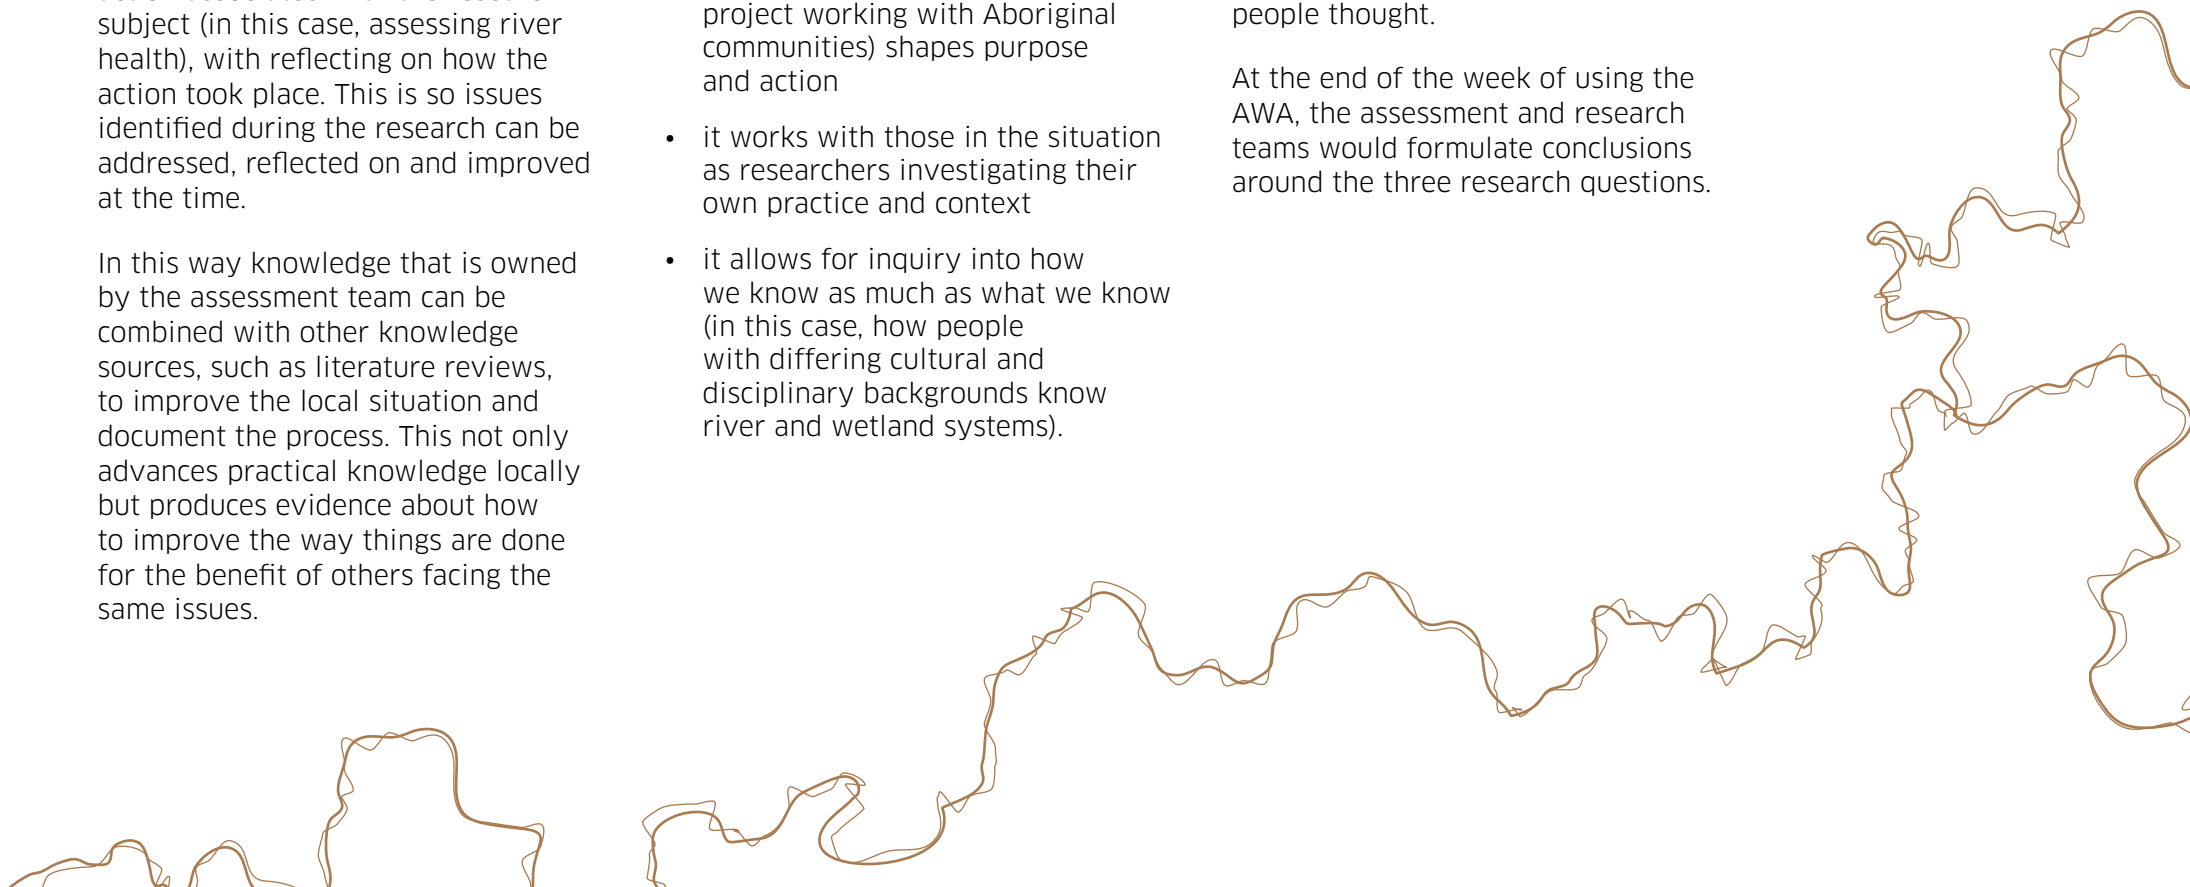 subject (in this case, assessing river
health), with reflecting on how the
action took place. This is so issues
identified during the research can be
addressed, reflected on and improved
at the time.
In this way knowledge that is owned
by the assessment team can be
combined with other knowledge
sources, such as literature reviews,
to improve the local situation and
document the process. This not only
advances practical knowledge locally
but produces evidence about how
to improve the way things are done
for the benefit of others facing the
same issues.
project working with Aboriginal
communities) shapes purpose
and action
• it works with those in the situation
as researchers investigating their
own practice and context
• it allows for inquiry into how
we know as much as what we know
(in this case, how people
with differing cultural and
disciplinary backgrounds know
river and wetland systems).
people thought.
At the end of the week of using the
AWA, the assessment and research
teams would formulate conclusions
around the three research questions.